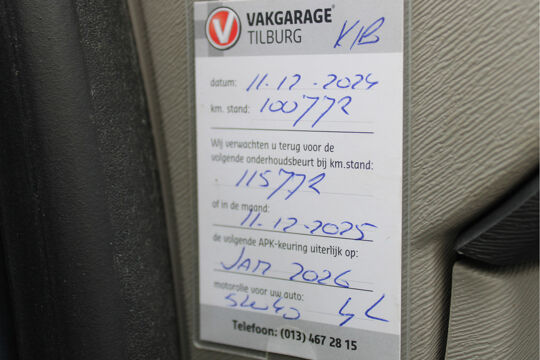 VAKGARAGE
TILBURG
datum: 11-12-2024
km. stand: 100772
Wij verwachten u terug voor de
volgende onderhoudsbeurt bij km.stand:
115772
of in de maand:
11-12-2025
de volgende APK-keuring uiterlijk op:
Jan 2026
motorolie voor uw auto:
5W40 4L
Telefoon: (013) 467 28 15